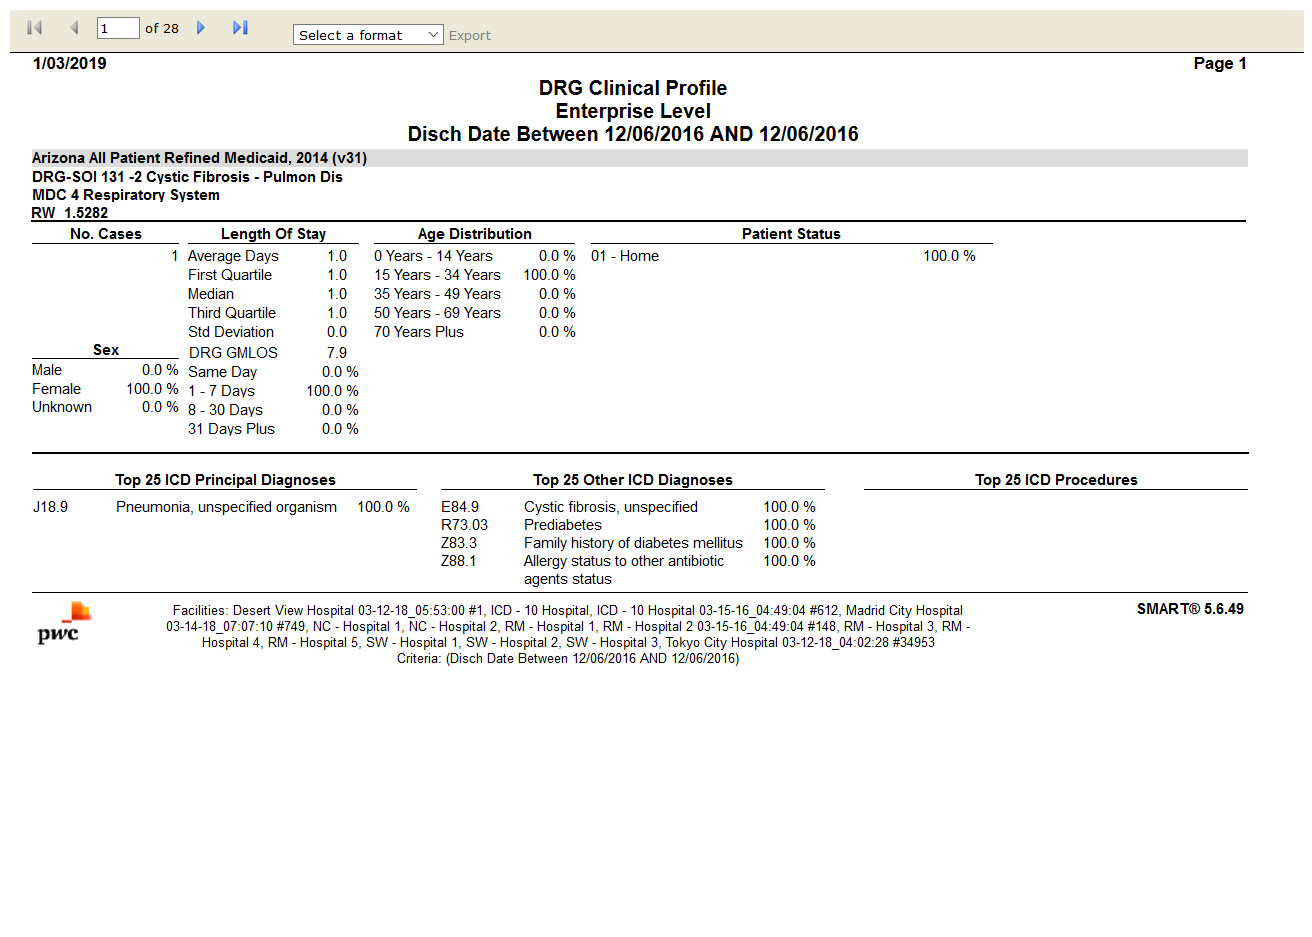 1 of 28 Select a format Export
1/03/2019 Page 1
DRG Clinical Profile
Enterprise Level
Disch Date Between 12/06/2016 AND 12/06/2016
Arizona All Patient Refined Medicaid, 2014 (v31)
DRG-SOI 131 -2 Cystic Fibrosis - Pulmon Dis
MDC 4 Respiratory System
RW 1.5282
No. Cases Length Of Stay Age Distribution Patient Status
1 Average Days 1.0 0 Years - 14 Years 0.0 % 01 - Home 100.0 %
First Quartile 1.0 15 Years - 34 Years 100.0 %
Median 1.0 35 Years - 49 Years 0.0 %
Third Quartile 1.0 50 Years - 69 Years 0.0 %
Std Deviation 0.0 70 Years Plus 0.0 %
Sex DRG GMLOS 7.9
Male 0.0 % Same Day 0.0 %
Female 100.0 % 1 - 7 Days 100.0 %
Unknown 0.0 % 8 - 30 Days 0.0 %
31 Days Plus 0.0 %
Top 25 ICD Principal Diagnoses Top 25 Other ICD Diagnoses Top 25 ICD Procedures
J18.9 Pneumonia, unspecified organism 100.0 % E84.9 Cystic fibrosis, unspecified 100.0 %
R73.03 Prediabetes 100.0 %
Z83.3 Family history of diabetes mellitus 100.0 %
Z88.1 Allergy status to other antibiotic 100.0 %
agents status
pwc
Facilities: Desert View Hospital 03-12-18_05:53:00 #1, ICD - 10 Hospital, ICD - 10 Hospital 03-15-16_04:49:04 #612, Madrid City Hospital SMART® 5.6.49
03-14-18_07:07:10 #749, NC - Hospital 1, NC - Hospital 2, RM - Hospital 1, RM - Hospital 2 03-15-16_04:49:04 #148, RM - Hospital 3, RM -
Hospital 4, RM - Hospital 5, SW - Hospital 1, SW - Hospital 2, SW - Hospital 3, Tokyo City Hospital 03-12-18_04:02:28 #34953
Criteria: (Disch Date Between 12/06/2016 AND 12/06/2016)